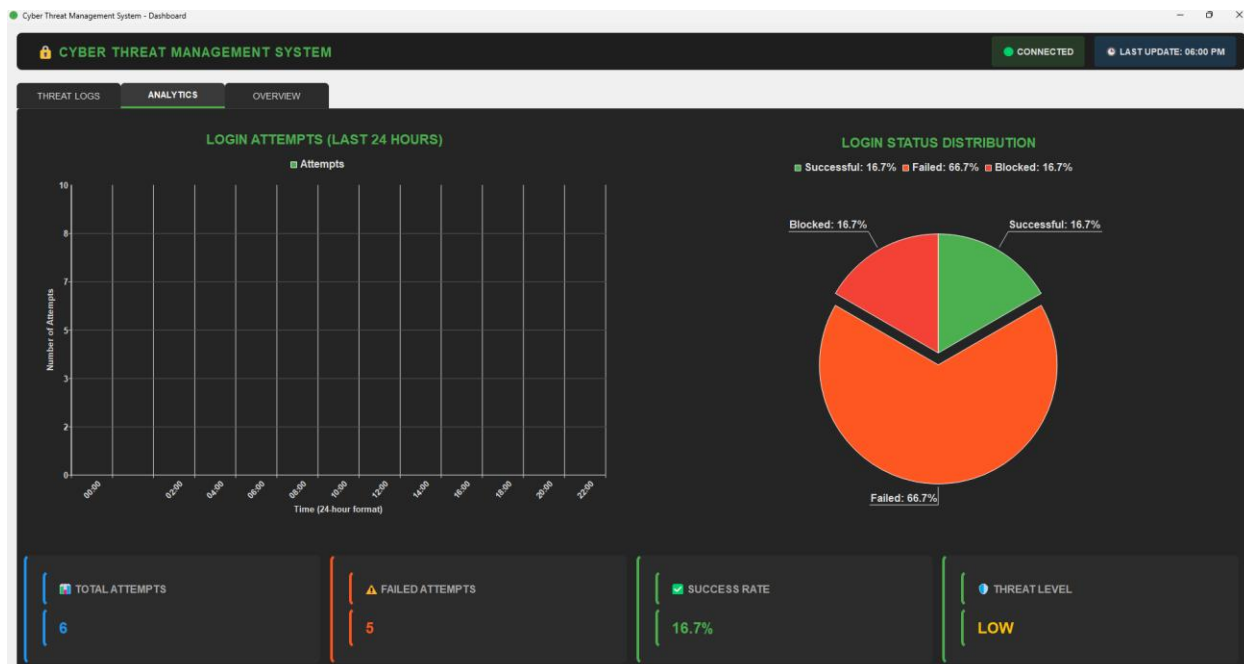 Cyber Threat Management System - Dashboard
CYBER THREAT MANAGEMENT SYSTEM
CONNECTED
LAST UPDATE: 06:00 PM
THREAT LOGS
ANALYTICS
OVERVIEW
LOGIN ATTEMPTS (LAST 24 HOURS)
Attempts
10
8
7
5
3
2
0
Number of Attempts
00:00
02:00
04:00
06:00
08:00
10:00
12:00
14:00
16:00
18:00
20:00
22:00
Time (24-hour format)
LOGIN STATUS DISTRIBUTION
Successful: 16.7% Failed: 66.7% Blocked: 16.7%
Blocked: 16.7%
Successful: 16.7%
Failed: 66.7%
TOTAL ATTEMPTS
6
FAILED ATTEMPTS
5
SUCCESS RATE
16.7%
THREAT LEVEL
LOW